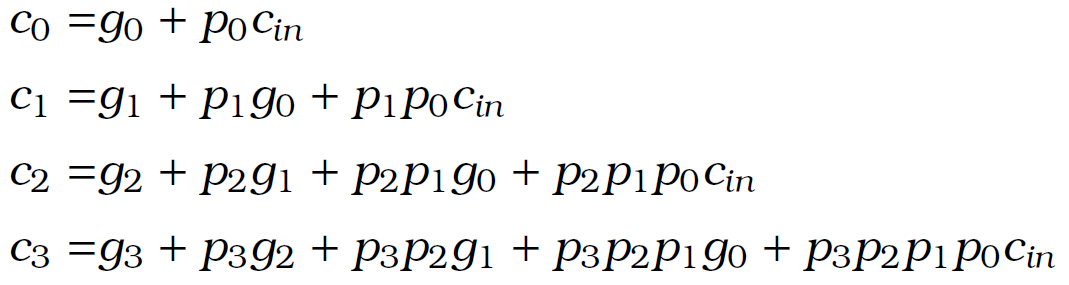 c₀ =g₀ + p₀cᵢₙ
c₁ =g₁ + p₁g₀ + p₁p₀cᵢₙ
c₂ =g₂ + p₂g₁ + p₂p₁g₀ + p₂p₁p₀cᵢₙ
c₃ =g₃ + p₃g₂ + p₃p₂g₁ + p₃p₂p₁g₀ + p₃p₂p₁p₀cᵢₙ